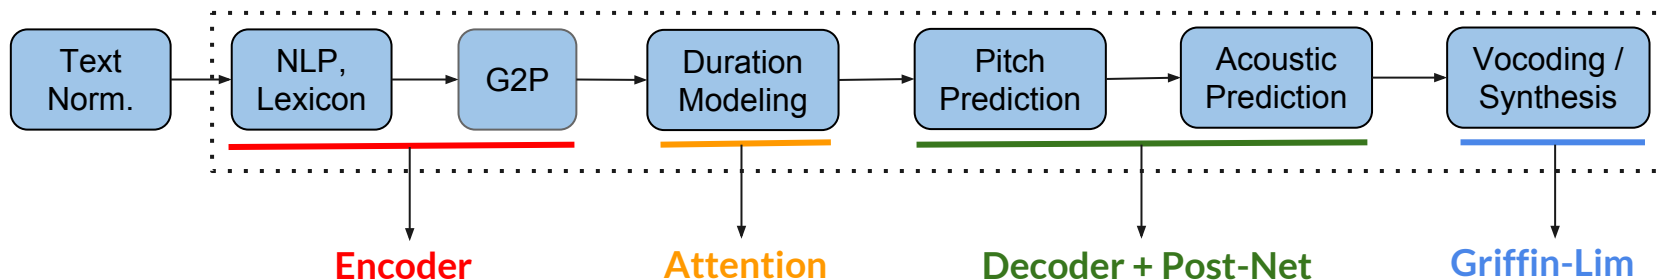 Text
Norm.
NLP,
Lexicon
G2P
Duration
Modeling
Pitch
Prediction
Acoustic
Prediction
Vocoding /
Synthesis
Encoder
Attention
Decoder + Post-Net
Griffin-Lim